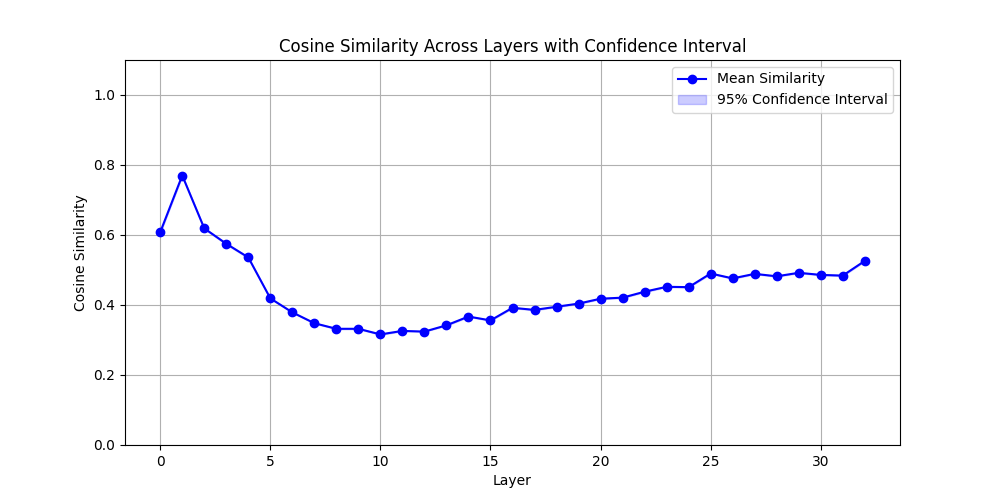 Cosine Similarity Across Layers with Confidence Interval
Mean Similarity
95% Confidence Interval
1.0
0.8
0.6
0.4
0.2
0.0
Cosine Similarity
0 5 10 15 20 25 30
Layer